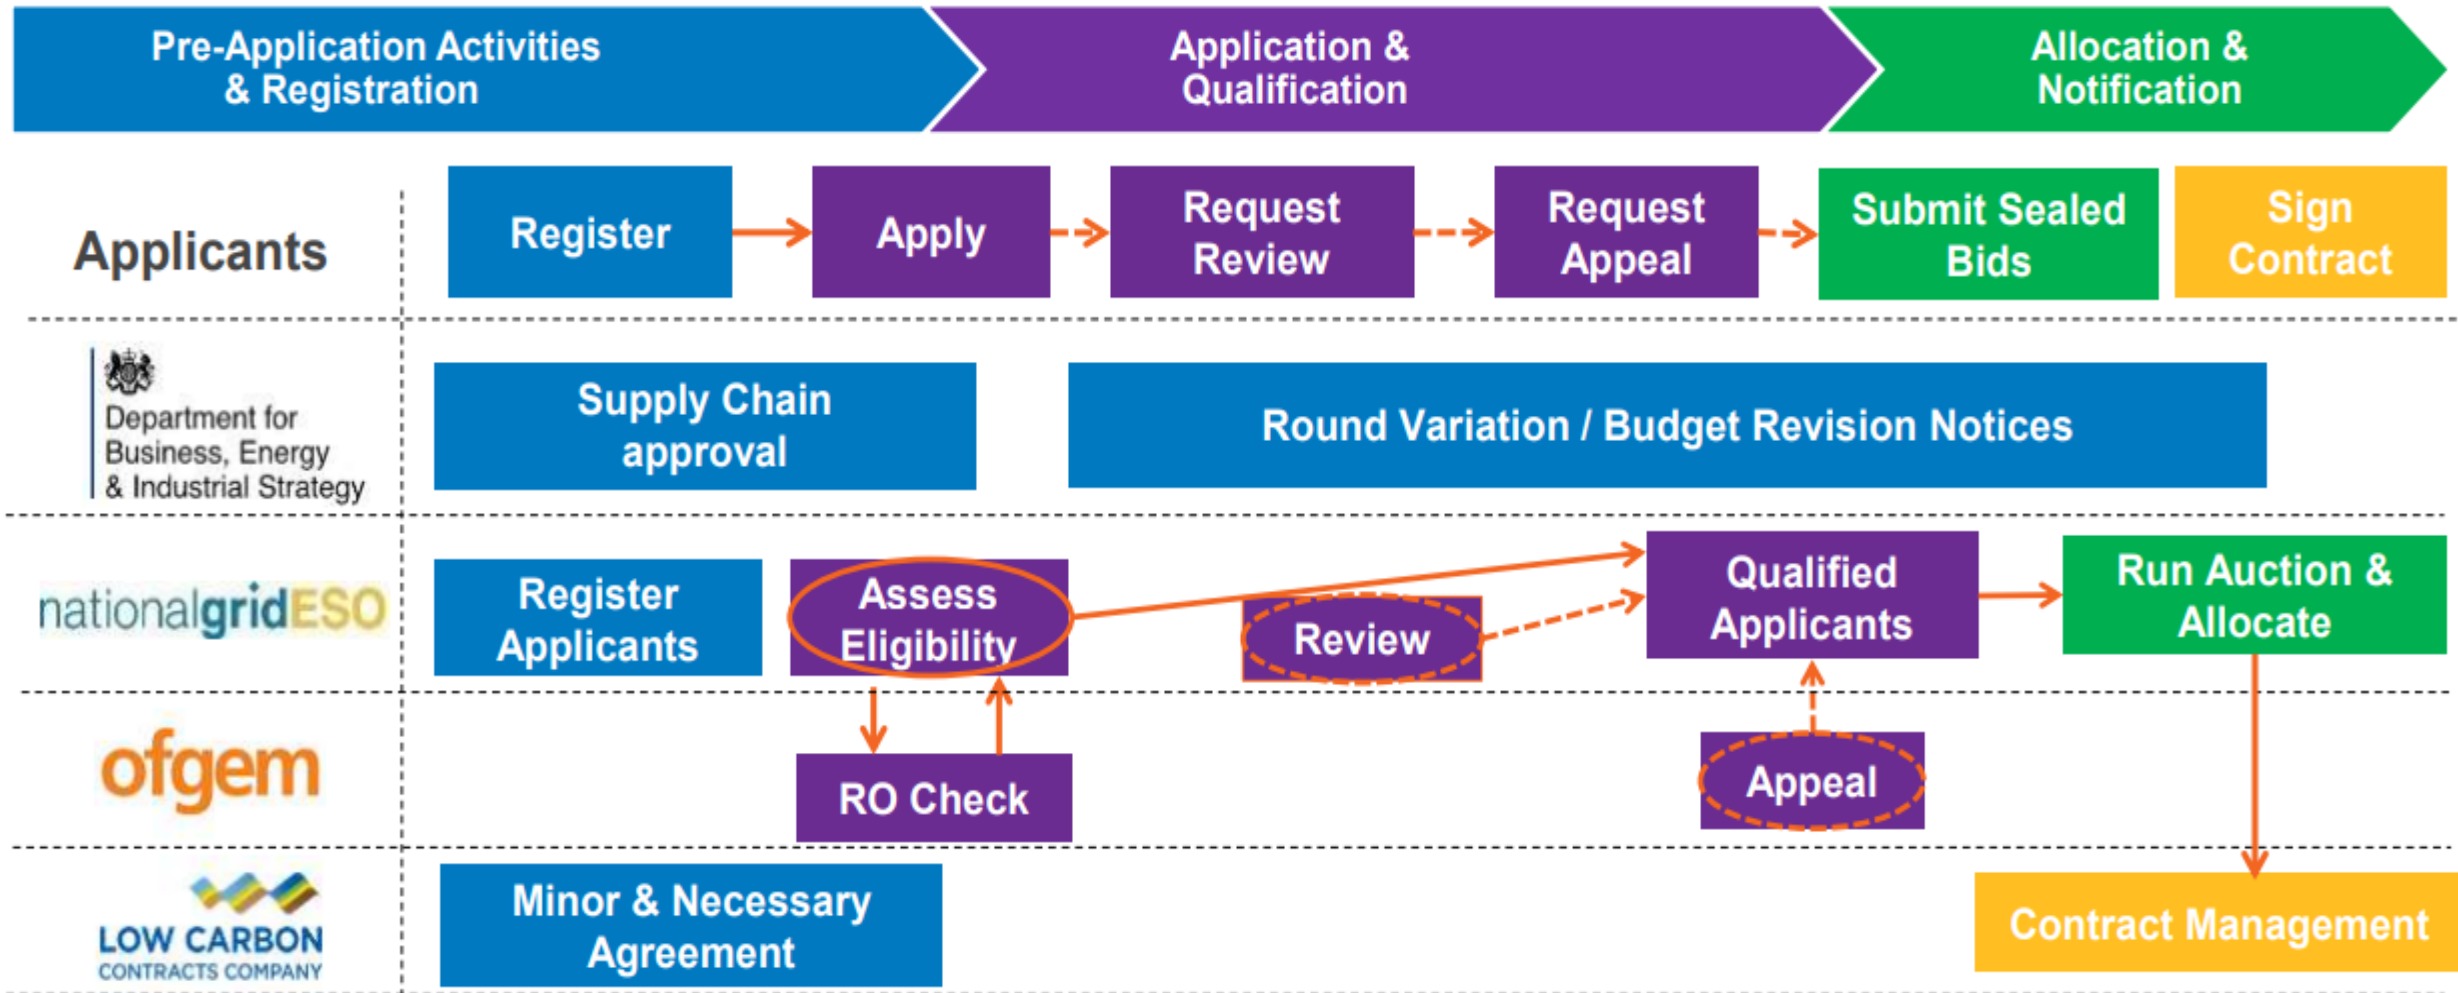 Pre-Application Activities
& Registration
Application &
Qualification
Allocation &
Notification
Applicants
Register
Apply
Request
Review
Request
Appeal
Submit Sealed
Bids
Sign
Contract
Department for
Business, Energy
& Industrial Strategy
Supply Chain
approval
Round Variation / Budget Revision Notices
nationalgridESO
Register
Applicants
Assess
Eligibility
Review
Qualified
Applicants
Run Auction &
Allocate
ofgem
RO Check
Appeal
LOW CARBON
CONTRACTS COMPANY
Minor & Necessary
Agreement
Contract Management